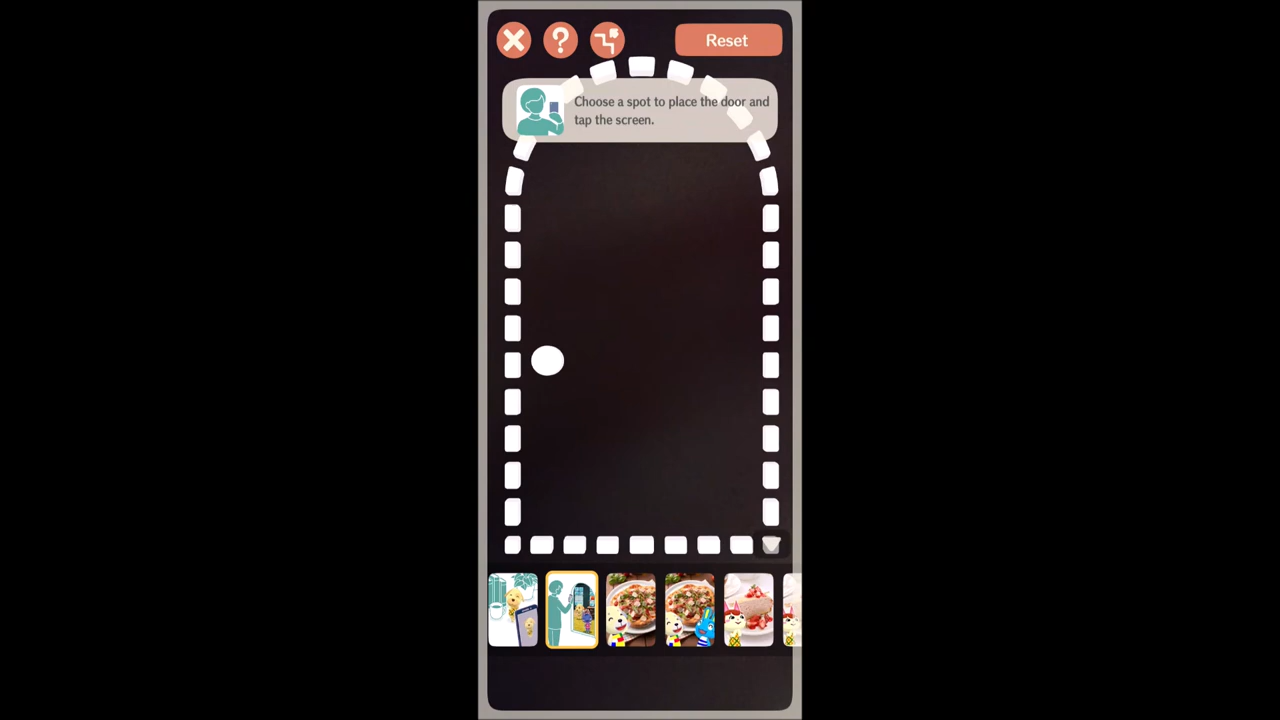 Reset
Choose a spot to place the door and
tap the screen.